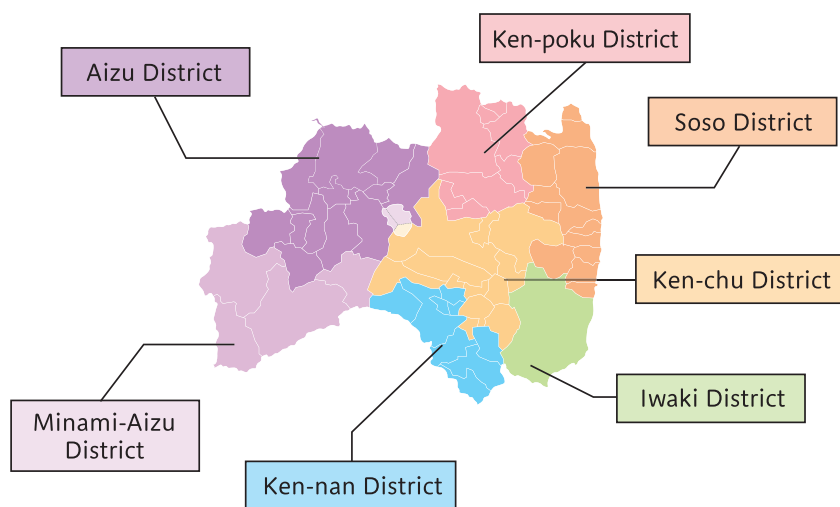 Ken-poku District
Aizu District
Soso District
Ken-chu District
Iwaki District
Minami-Aizu
District
Ken-nan District